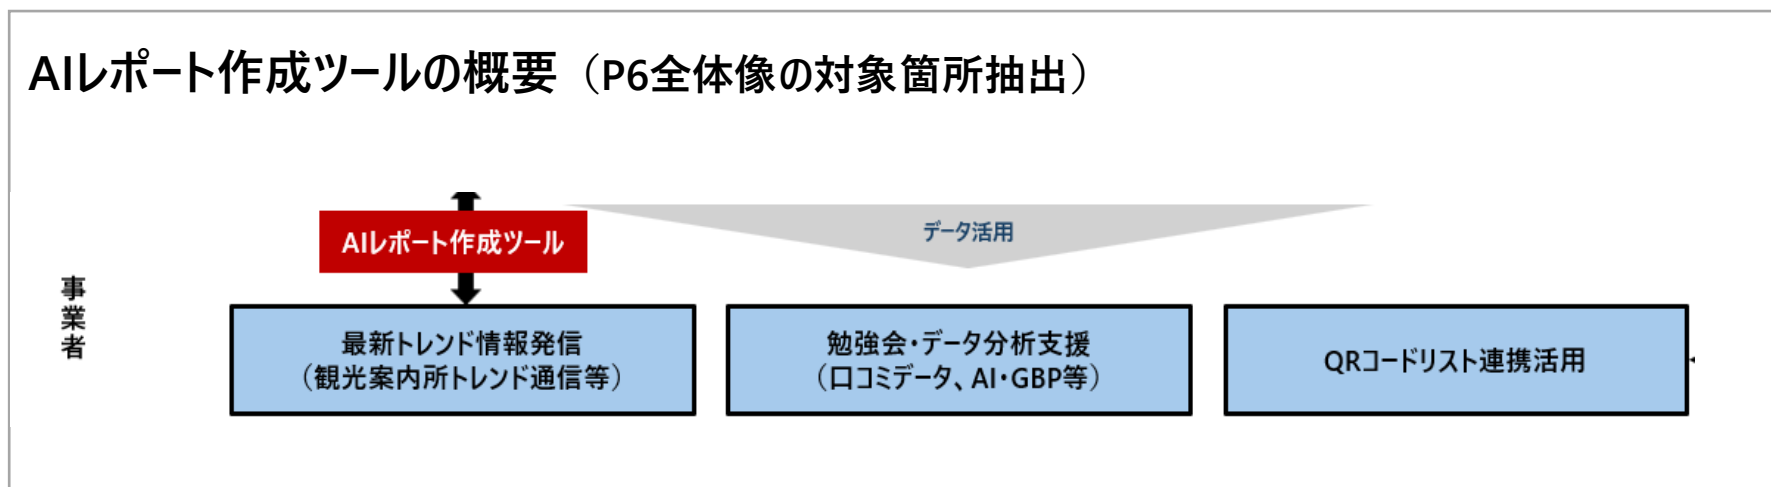 AIレポート作成ツールの概要（P6全体像の対象箇所抽出）
AIレポート作成ツール
データ活用
事業者
最新トレンド情報発信
（観光案内所トレンド通信等）
勉強会・データ分析支援
（口コミデータ、AI・GBP等）
QRコードリスト連携活用